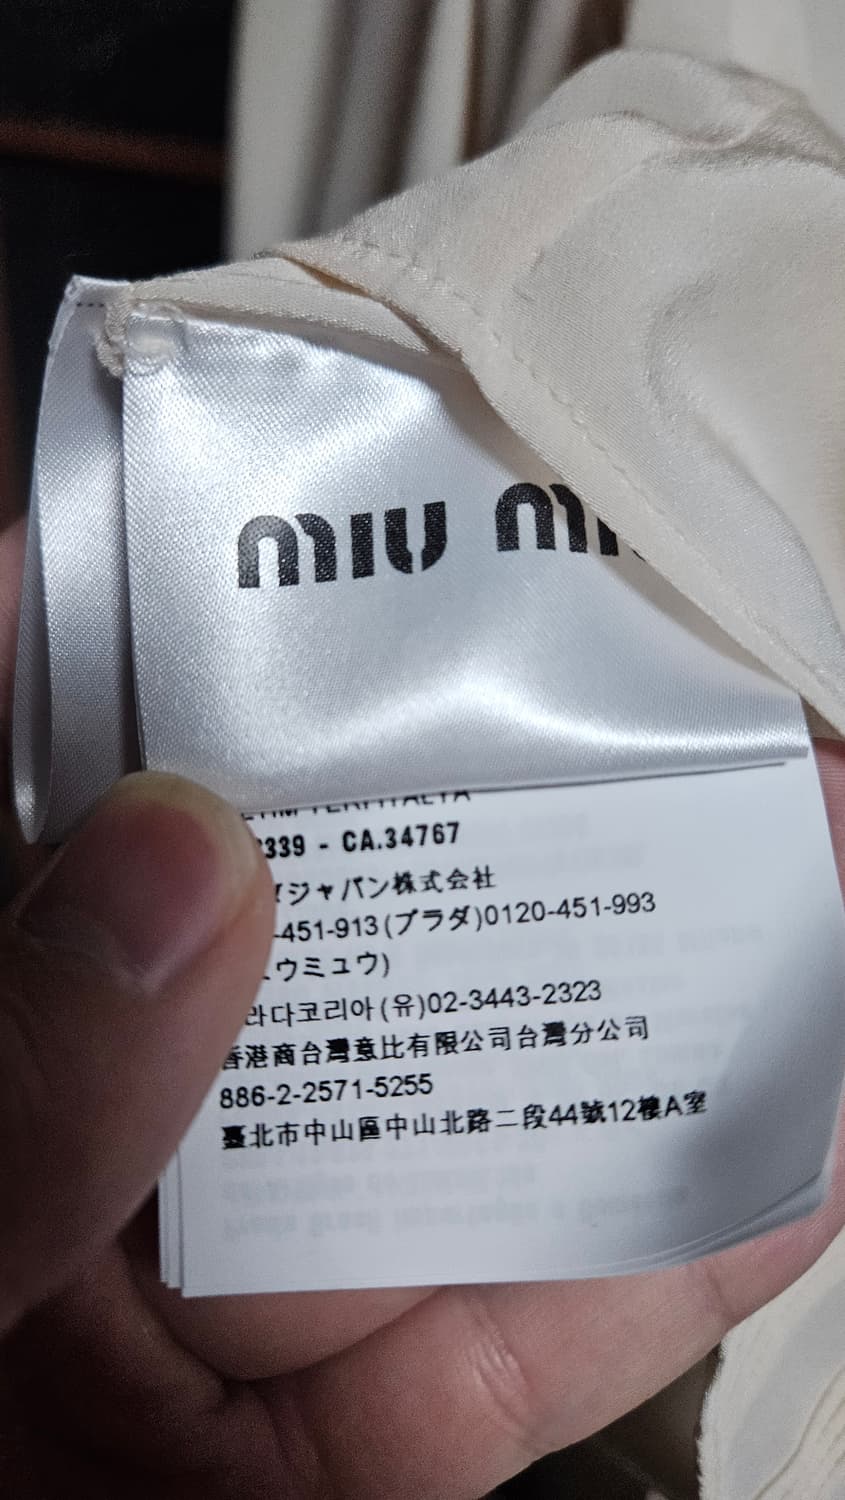 miu
339 - CA.34767
ジャパン株式会社
-451-913(プラダ)0120-451-993
ウミュウ)
라다코리아(유)02-3443-2323
香港商台灣意比有限公司台灣分公司
886-2-2571-5255
臺北市中山區中山北路二段44號12樓A室